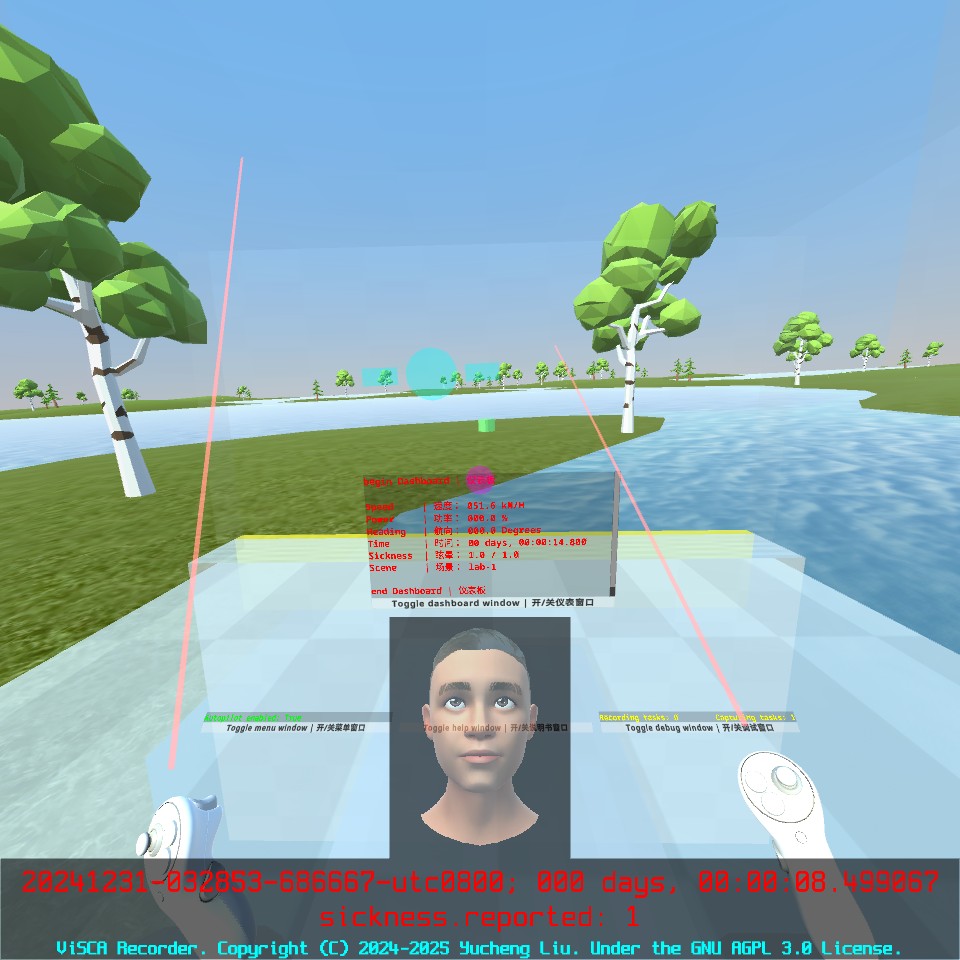 begin Dashboard | 仪表板
Speed | 速度: 051.6 kM/H
Power | 功率: 000.0 %
Heading | 航向: 000.0 Degrees
Time | 时间: 00 days, 00:00:14.800
Sickness | 眩晕: 1.0 / 1.0
Scene | 场景: lab-1
end Dashboard | 仪表板
Toggle dashboard window | 开/关仪表窗口
Autopilot enabled: True
Toggle menu window | 开/关菜单窗口
Toggle help window | 开/关说明书窗口
Recording tasks: 0 Capturing tasks: 1
Toggle debug window | 开/关调试窗口
20241231-032853-686667-utc0800; 000 days, 00:00:08.499067
sickness.reported: 1
ViSCA Recorder. Copyright (C) 2024-2025 Yucheng Liu. Under the GNU AGPL 3.0 License.